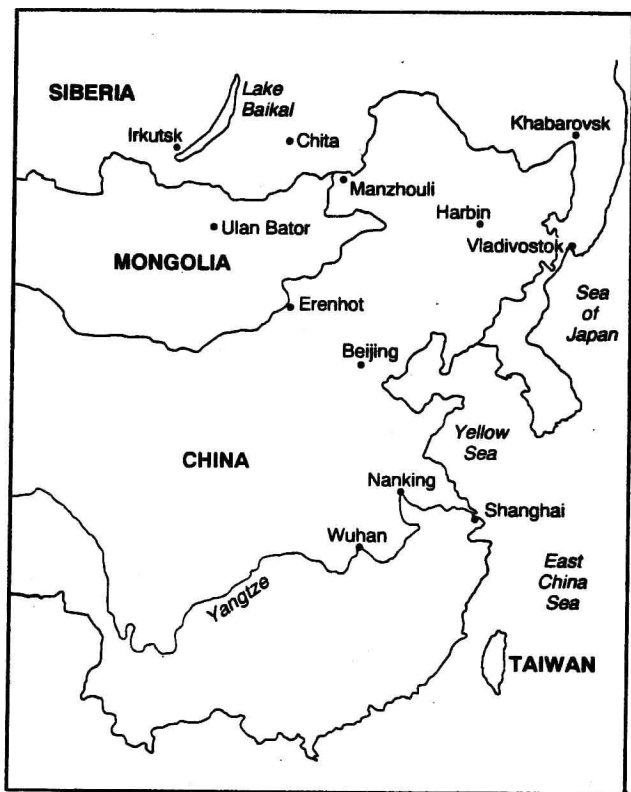 SIBERIA
Lake
Baikal
Irkutsk
Chita
Khabarovsk
Manzhouli
Harbin
Ulan Bator
Vladivostok
MONGOLIA
Erenhot
Sea
of
Japan
Beijing
Yellow
Sea
CHINA
Nanking
Shanghai
Wuhan
East
China
Sea
Yangtze
TAIWAN